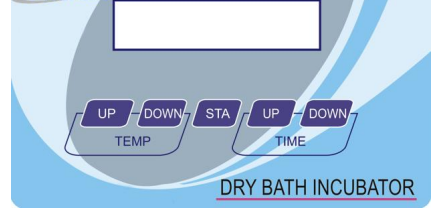 UP DOWN STA UP DOWN
TEMP TIME
DRY BATH INCUBATOR